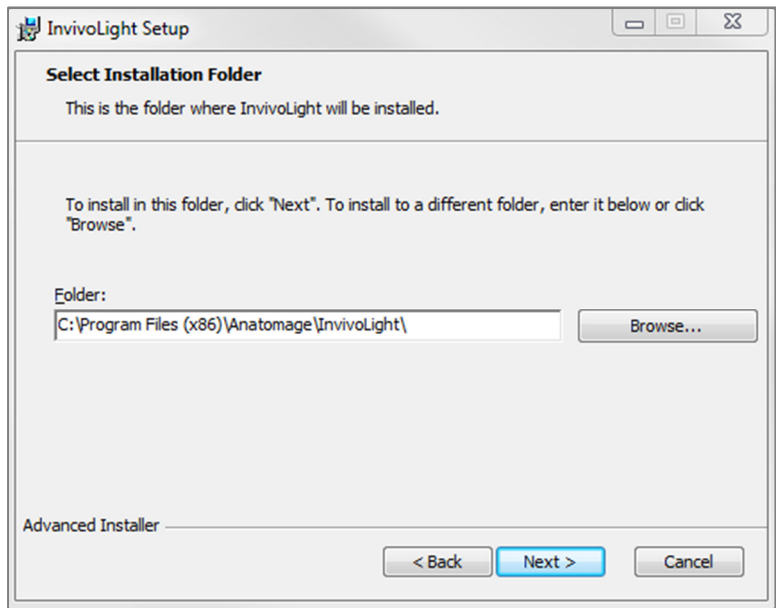 InvivoLight Setup
Select Installation Folder
This is the folder where InvivoLight will be installed.
To install in this folder, click "Next". To install to a different folder, enter it below or click
"Browse".
Folder:
C:\Program Files (x86)\Anatomage\InvivoLight\
Browse...
Advanced Installer
< Back
Next >
Cancel